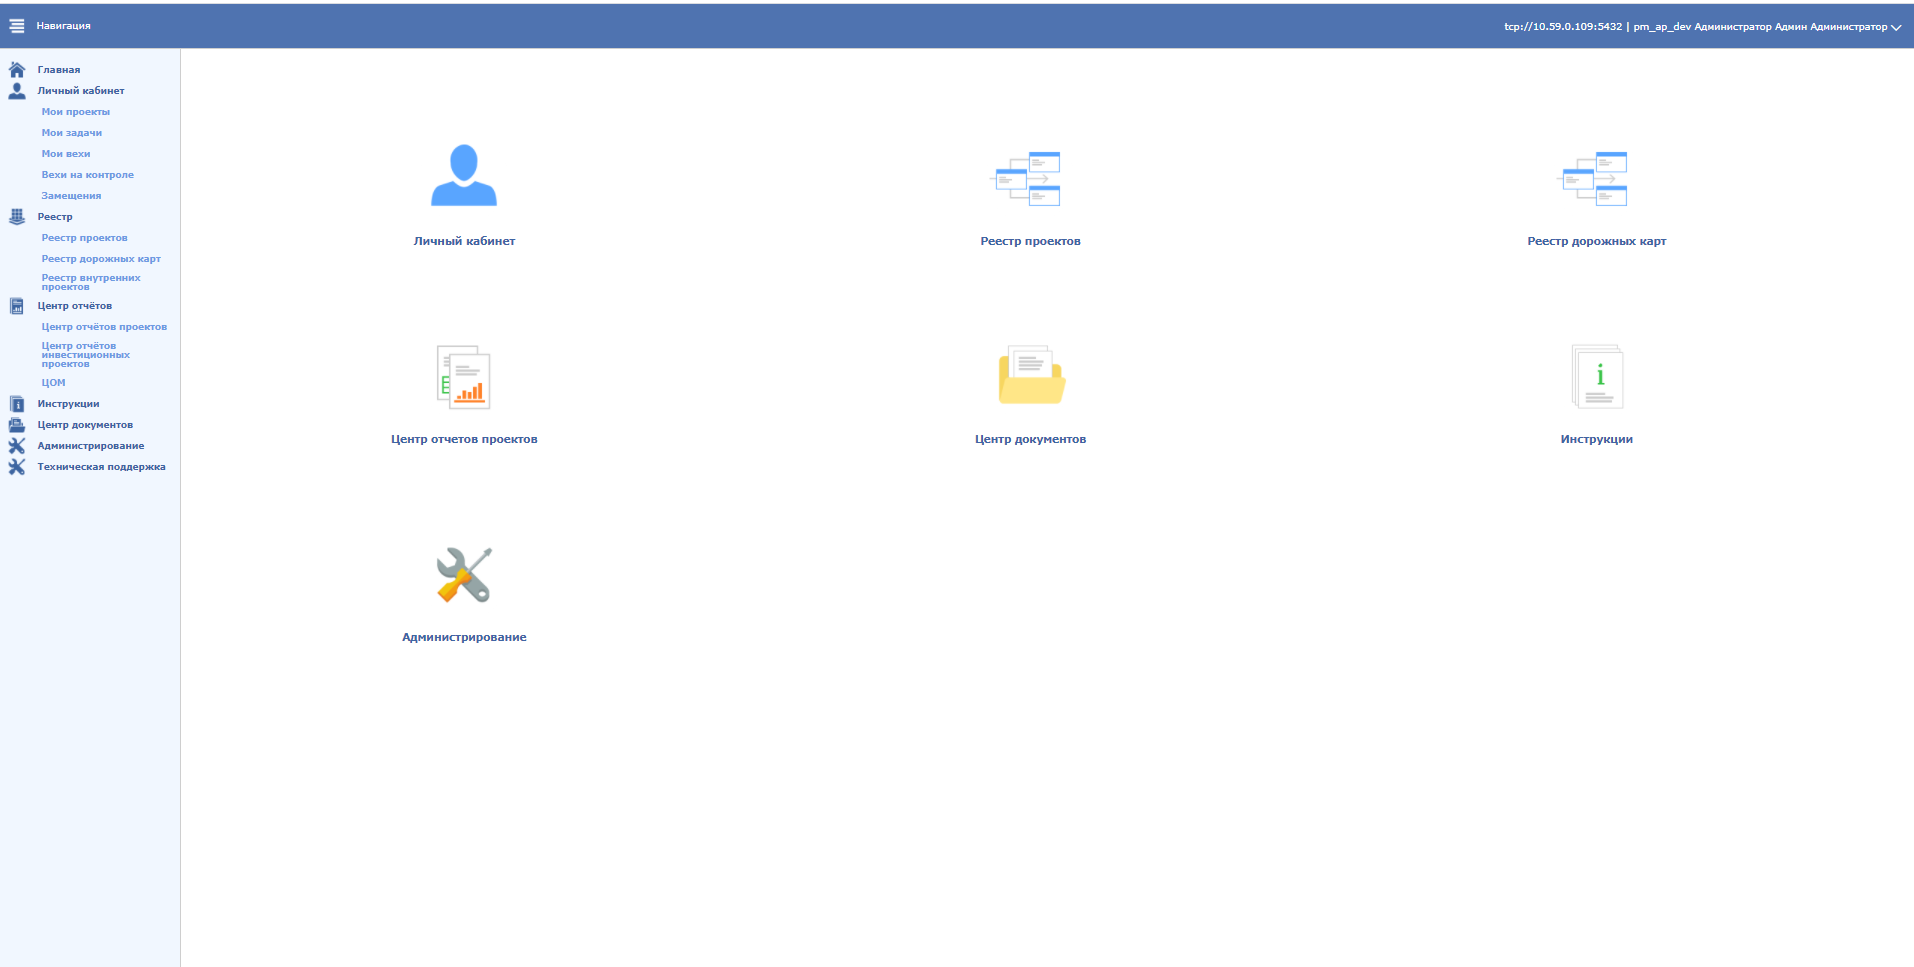 Навигация
tcp://10.59.0.109:5432 | pm_ap_dev Администратор Админ Администратор
Главная
Личный кабинет
Мои проекты
Мои задачи
Мои вехи
Вехи на контроле
Замещения
Реестр
Реестр проектов
Реестр дорожных карт
Реестр внутренних
проектов
Центр отчётов
Центр отчётов проектов
Центр отчётов
инвестиционных
проектов
ЦОМ
Инструкции
Центр документов
Администрирование
Техническая поддержка
Личный кабинет
Реестр проектов
Реестр дорожных карт
Центр отчетов проектов
Центр документов
i
Инструкции
Администрирование